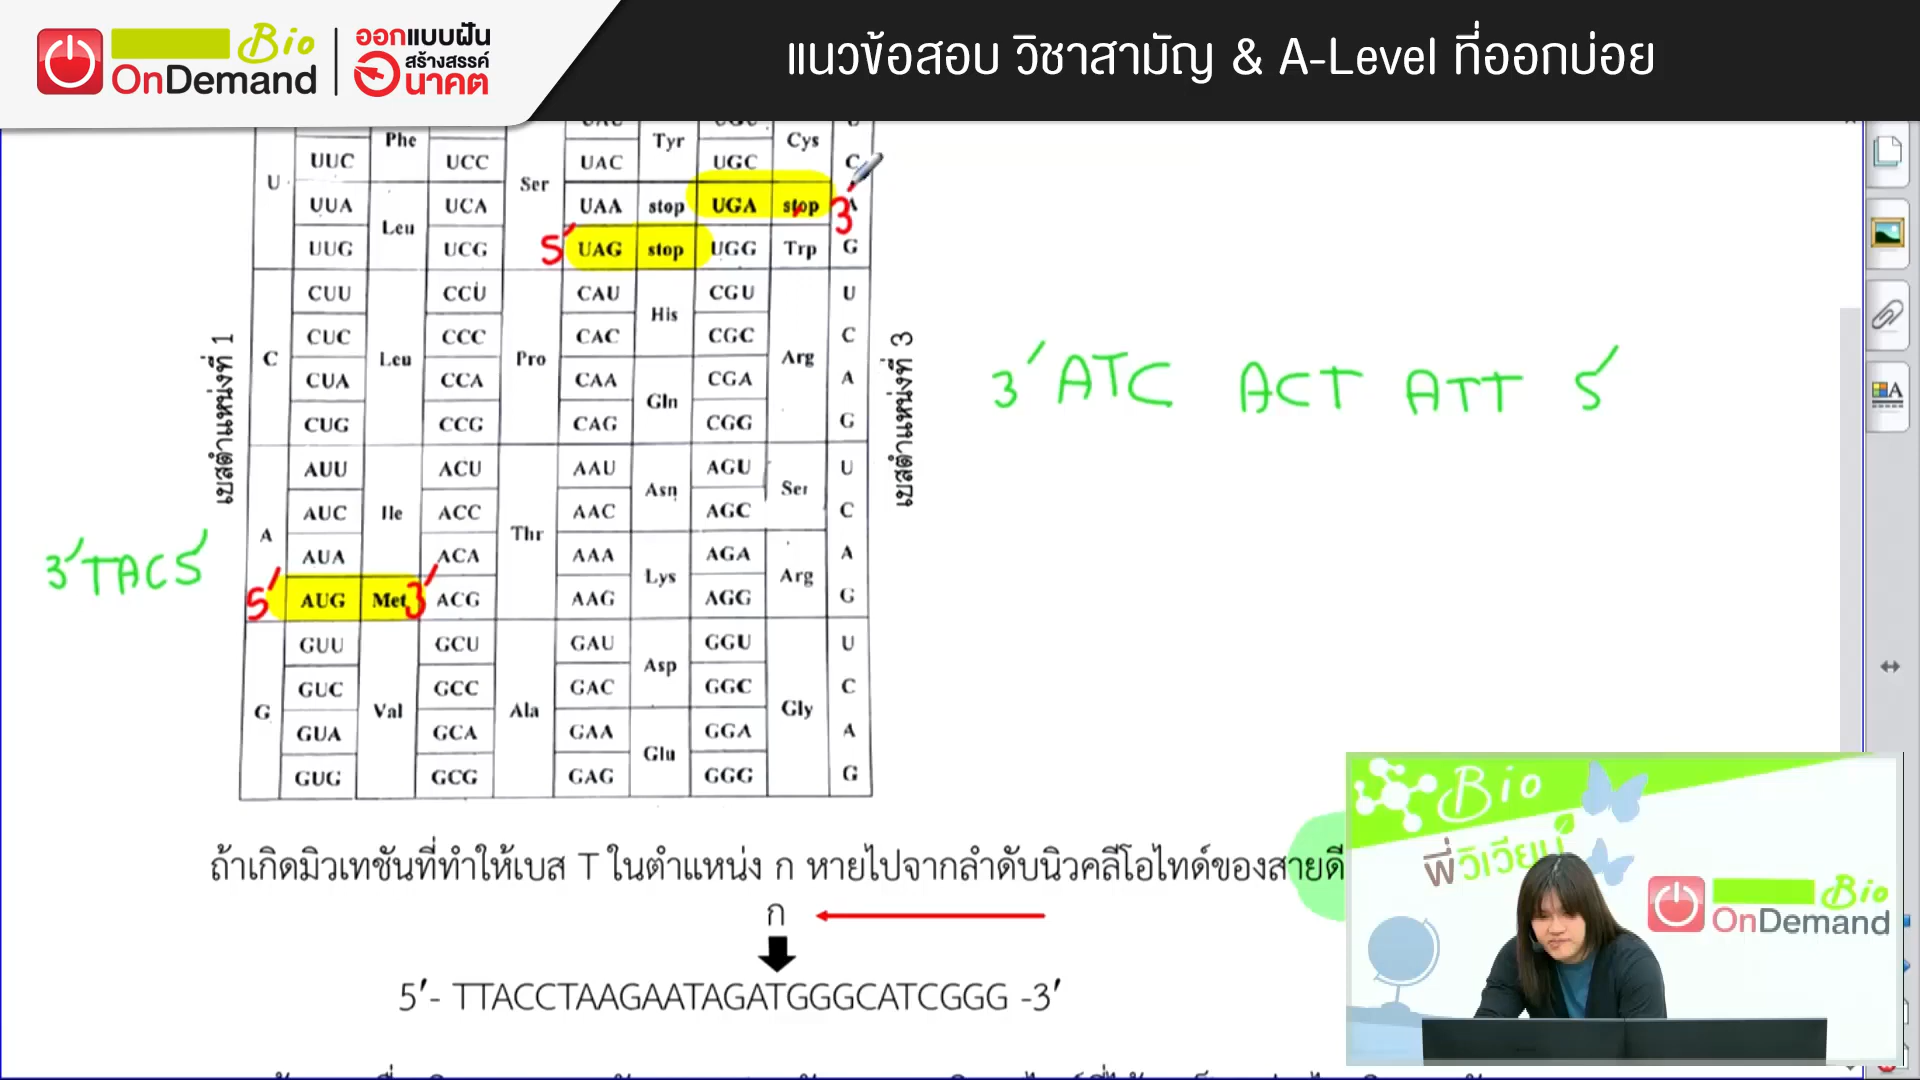 Bio
OnDemand
ออกแบบฝัน
สร้างสรรค์
อนาคต
แนวข้อสอบ วิชาสามัญ & A-Level ที่ออกบ่อย
Phe Tyr Cys
U UUC UCC Ser UAC UGC C
UUA Leu UCA UAA stop UGA stop 3′ A
UUG UCG 5′ UAG stop UGG Trp G
C CUU Leu CCU Pro CAU His CGU Arg U
CUC CCC CAC CGC C
CUA CCA CAA Gln CGA A
CUG CCG CAG CGG G
A AUU Ile ACU Thr AAU Asn AGU Ser U
AUC ACC AAC AGC C
AUA ACA AAA Lys AGA Arg A
5′ AUG Met 3′ ACG AAG AGG G
G GUU Val GCU Ala GAU Asp GGU Gly U
GUC GCC GAC GGC C
GUA GCA GAA Glu GGA A
GUG GCG GAG GGG G
เบสตำแหน่งที่ 1
เบสตำแหน่งที่ 3
3′ ATC ACT ATT 5′
3′TAC5′
ถ้าเกิดมิวเทชันที่ทำให้เบส T ในตำแหน่ง ก หายไปจากลำดับนิวคลีโอไทด์ของสายดี
ก
5′- TTACCTAAGAATAGATGGGCATCGGG -3′
Bio
พี่วิเวียน
Bio
OnDemand